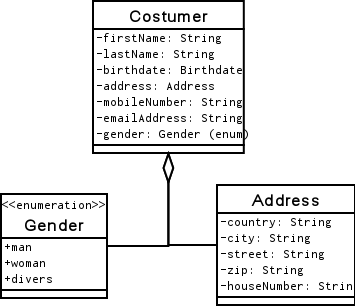 Costumer
-firstName: String
-lastName: String
-birthdate: Birthdate
-address: Address
-mobileNumber: String
-emailAddress: String
-gender: Gender (enum)
<<enumeration>>
Gender
+man
+woman
+divers
Address
-country: String
-city: String
-street: String
-zip: String
-houseNumber: Strin